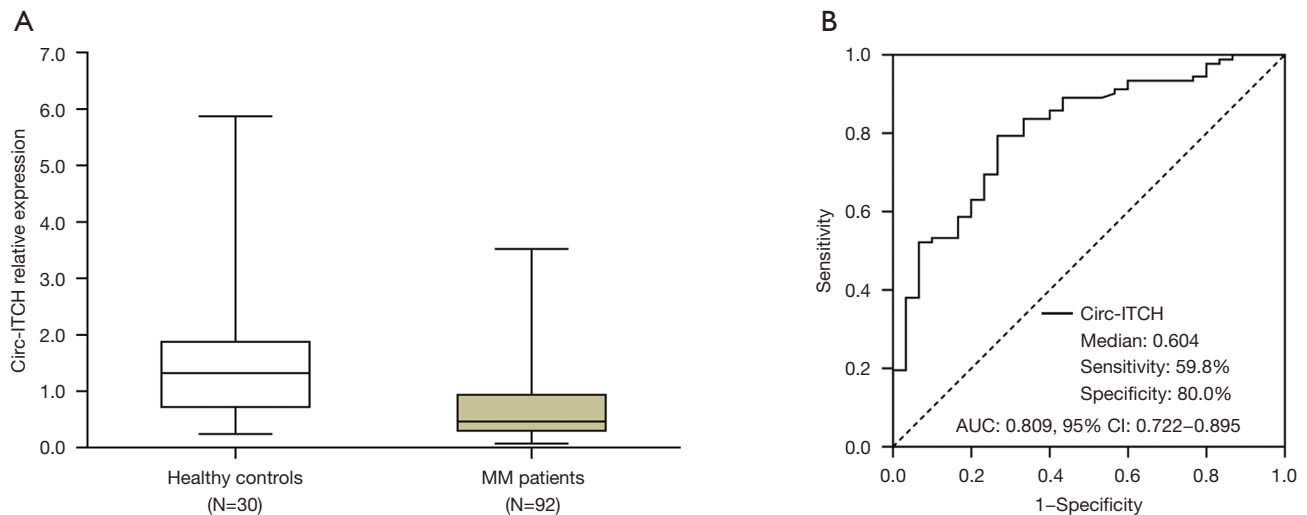 A
Circ-ITCH relative expression
7.0
6.0
5.0
4.0
3.0
2.0
1.0
0.0
Healthy controls
(N=30)
MM patients
(N=92)
B
Sensitivity
1.0
0.8
0.6
0.4
0.2
0.0
Circ-ITCH
Median: 0.604
Sensitivity: 59.8%
Specificity: 80.0%
AUC: 0.809, 95% CI: 0.722–0.895
0.0 0.2 0.4 0.6 0.8 1.0
1–Specificity